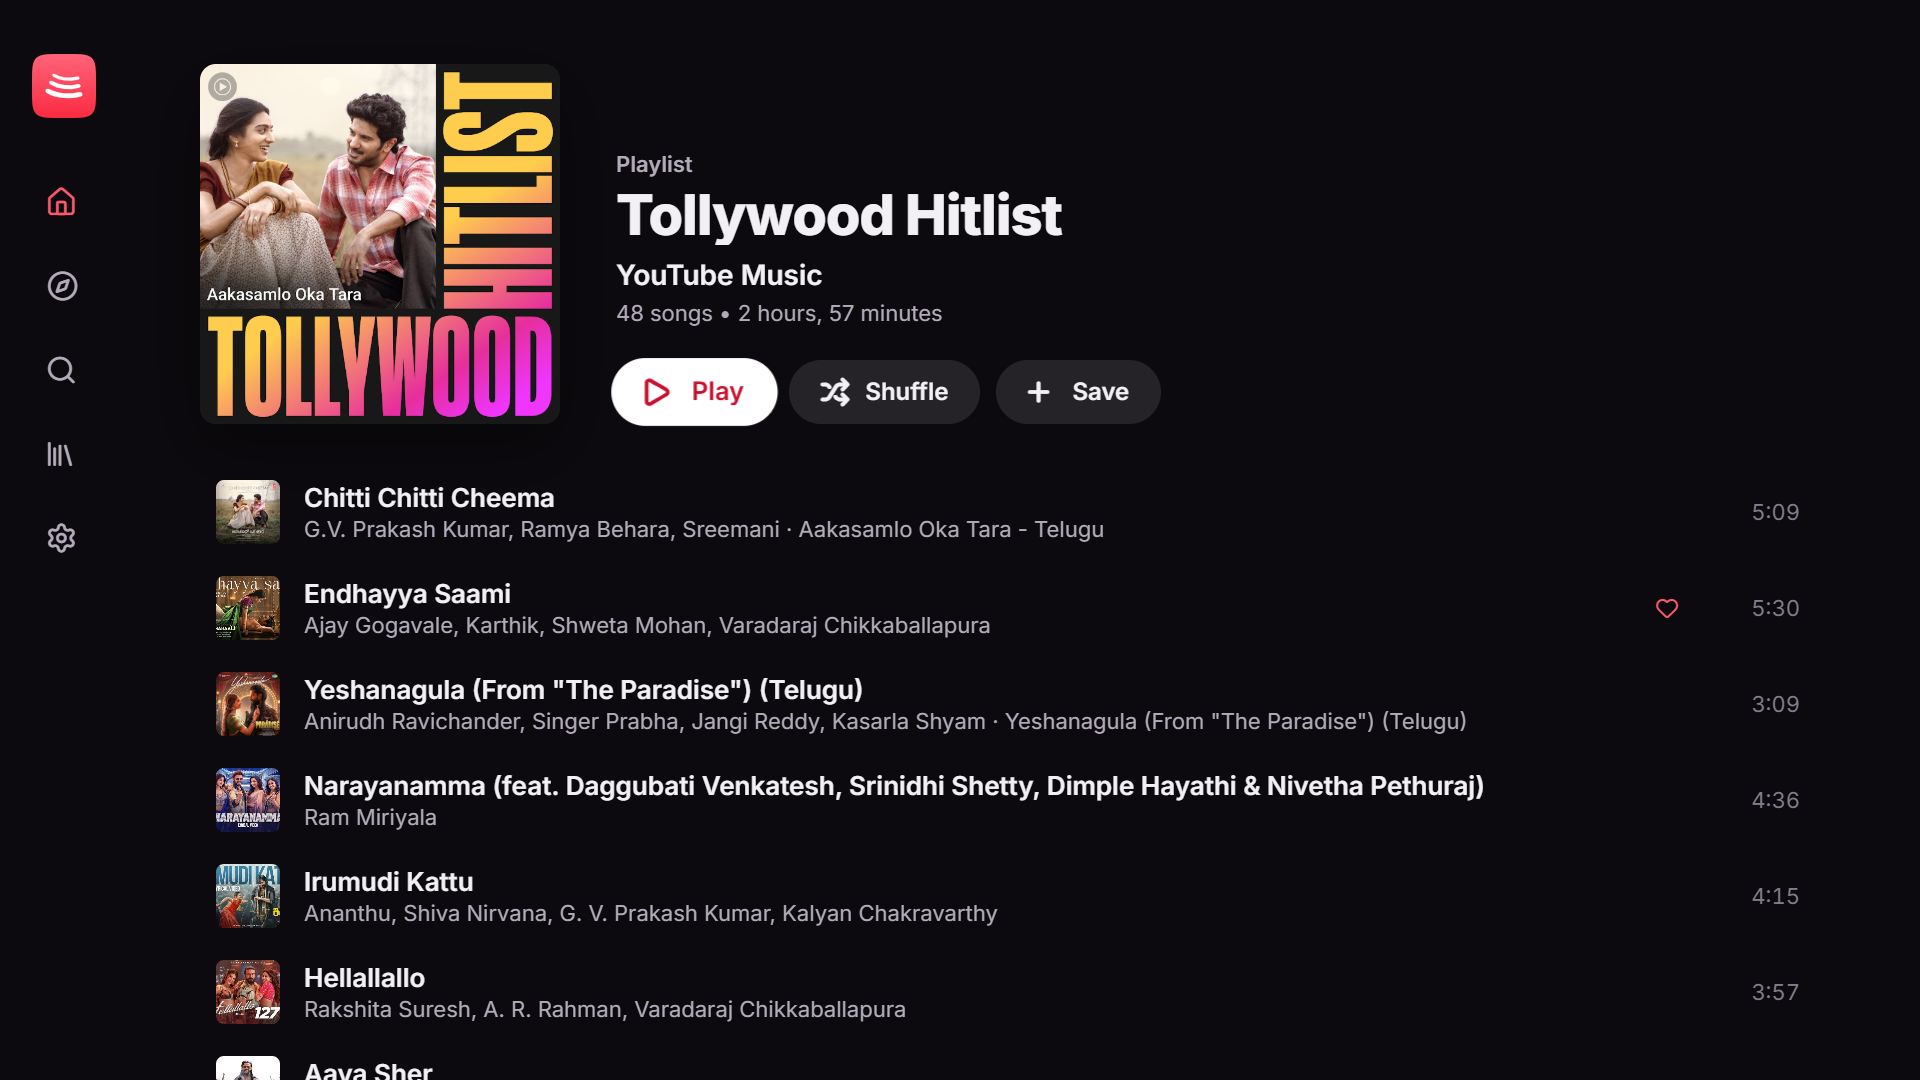 HITLIST
Aakasamlo Oka Tara
TOLLYWOOD
Playlist
Tollywood Hitlist
YouTube Music
48 songs • 2 hours, 57 minutes
Play
Shuffle
Save
Chitti Chitti Cheema
G.V. Prakash Kumar, Ramya Behara, Sreemani · Aakasamlo Oka Tara - Telugu
5:09
Endhayya Saami
Ajay Gogavale, Karthik, Shweta Mohan, Varadaraj Chikkaballapura
5:30
Yeshanagula (From "The Paradise") (Telugu)
Anirudh Ravichander, Singer Prabha, Jangi Reddy, Kasarla Shyam · Yeshanagula (From "The Paradise") (Telugu)
3:09
NARAYANAMMA
Narayanamma (feat. Daggubati Venkatesh, Srinidhi Shetty, Dimple Hayathi & Nivetha Pethuraj)
Ram Miriyala
4:36
Irumudi Kattu
Ananthu, Shiva Nirvana, G. V. Prakash Kumar, Kalyan Chakravarthy
4:15
127
Hellallallo
Rakshita Suresh, A. R. Rahman, Varadaraj Chikkaballapura
3:57
Aaya Sher